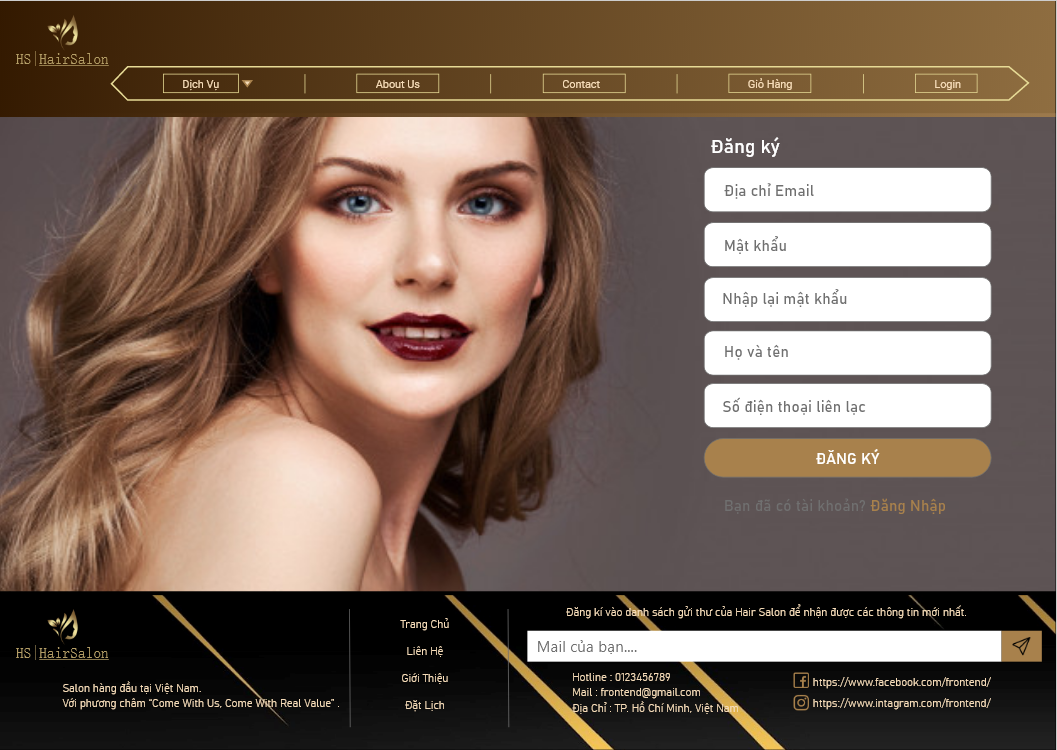 HS|HairSalon
Dịch Vụ
About Us
Contact
Giỏ Hàng
Login
Đăng ký
Địa chỉ Email
Mật khẩu
Nhập lại mật khẩu
Họ và tên
Số điện thoại liên lạc
ĐĂNG KÝ
Bạn đã có tài khoản? Đăng Nhập
HS|HairSalon
Salon hàng đầu tại Việt Nam.
Với phương châm “Come With Us, Come With Real Value” .
Trang Chủ
Liên Hệ
Giới Thiệu
Đặt Lịch
Đăng kí vào danh sách gửi thư của Hair Salon để nhận được các thông tin mới nhất.
Mail của bạn....
Hotline : 0123456789
Mail : frontend@gmail.com
Địa Chỉ : TP. Hồ Chí Minh, Việt Nam
https://www.facebook.com/frontend/
https://www.intagram.com/frontend/